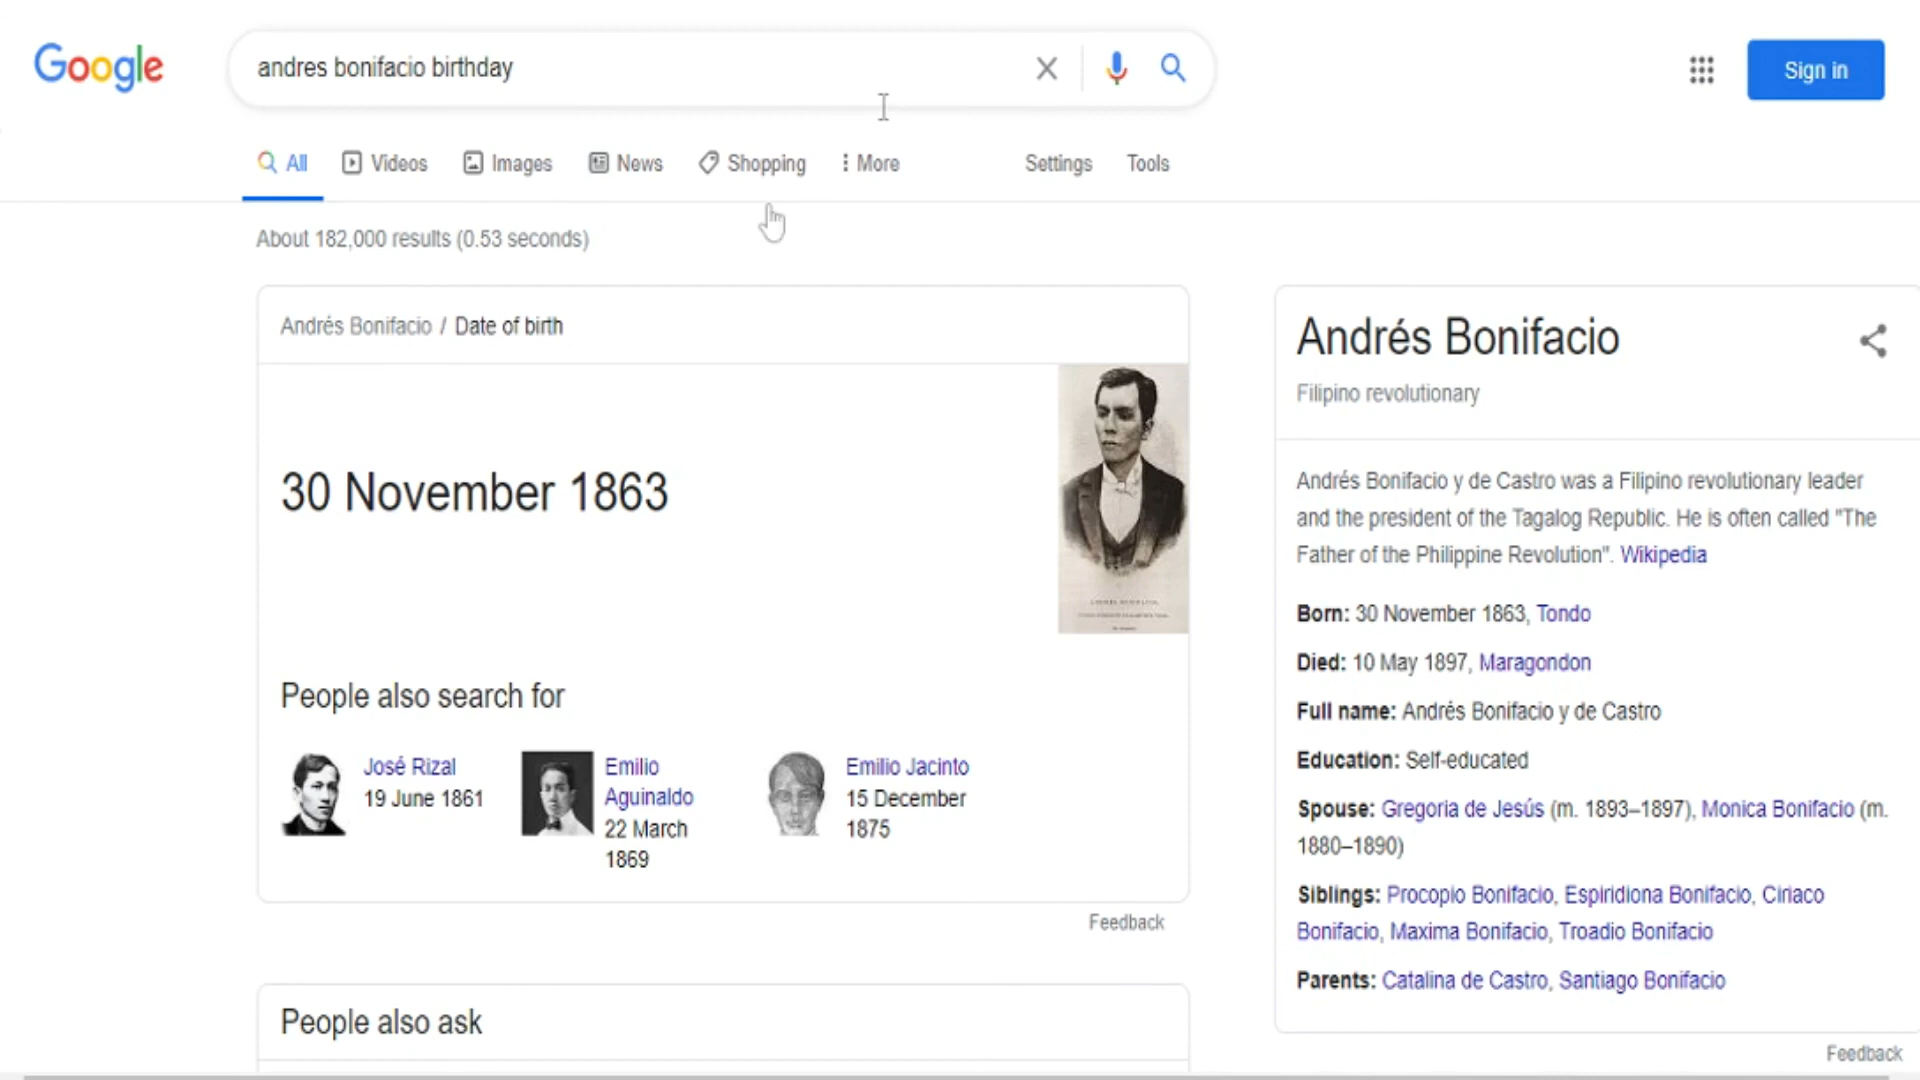 Google
andres bonifacio birthday
Sign in
All Videos Images News Shopping More Settings Tools
About 182,000 results (0.53 seconds)
Andrés Bonifacio / Date of birth
30 November 1863
People also search for
José Rizal
19 June 1861
Emilio
Aguinaldo
22 March
1869
Emilio Jacinto
15 December
1875
Feedback
People also ask
Andrés Bonifacio
Filipino revolutionary
Andrés Bonifacio y de Castro was a Filipino revolutionary leader
and the president of the Tagalog Republic. He is often called "The
Father of the Philippine Revolution". Wikipedia
Born: 30 November 1863, Tondo
Died: 10 May 1897, Maragondon
Full name: Andrés Bonifacio y de Castro
Education: Self-educated
Spouse: Gregoria de Jesús (m. 1893–1897), Monica Bonifacio (m.
1880–1890)
Siblings: Procopio Bonifacio, Espiridiona Bonifacio, Ciriaco
Bonifacio, Maxima Bonifacio, Troadio Bonifacio
Parents: Catalina de Castro, Santiago Bonifacio
Feedback